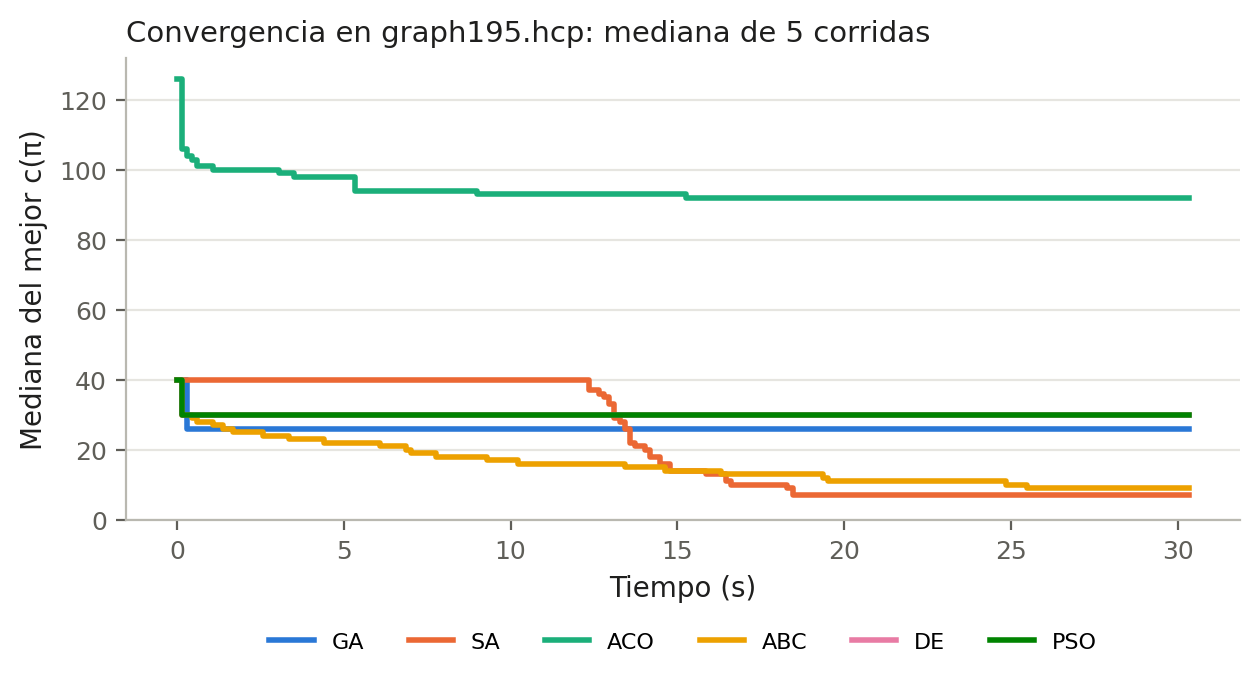 Convergencia en graph195.hcp: mediana de 5 corridas
Mediana del mejor c(π)
120
100
80
60
40
20
0
0 5 10 15 20 25 30
Tiempo (s)
GA SA ACO ABC DE PSO